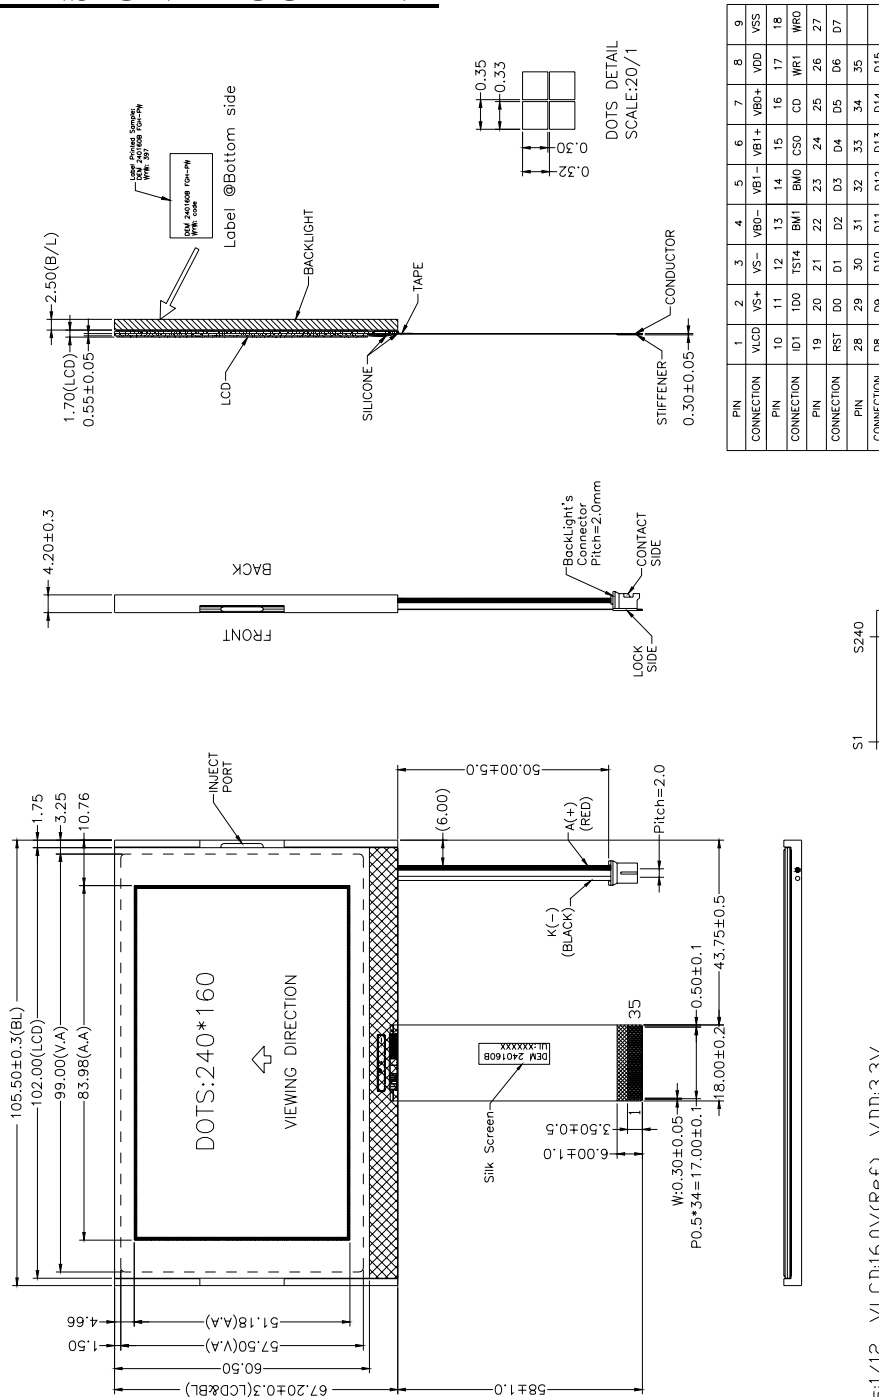 105.50±0.3(BL)
102.00(LCD)
99.00(V.A)
83.98(A.A)
1.75
3.25
10.76
4.66
1.50
51.18(A.A)
57.50(V.A)
60.50
67.20±0.3(LCD&BL)
58±1.0
DOTS:240*160
VIEWING DIRECTION
INJECT
PORT
50.00±5.0
(6.00)
A(+)
(RED)
K(-)
(BLACK)
Pitch=2.0
43.75±0.5
0.50±0.1
18.00±0.2
35
1
DEM 240160B
UL:XXXXXX
Silk Screen
3.50±0.5
6.00±1.0
W:0.30±0.05
P0.5*34=17.00±0.1
4.20±0.3
BACK
FRONT
BackLight's
Connector
Pitch=2.0mm
CONTACT
SIDE
LOCK
SIDE
2.50(B/L)
1.70(LCD)
0.55±0.05
Label Printed Sample:
DEM 240160B FGH-PW
WYW: 397
DEM 240160B FGH-PW
WYW: code
Label @Bottom side
BACKLIGHT
LCD
TAPE
SILICONE
CONDUCTOR
STIFFENER
0.30±0.05
0.35
0.33
0.30
0.32
DOTS DETAIL
SCALE:20/1
PIN 1 2 3 4 5 6 7 8 9
CONNECTION VLCD VS+ VS- VB0- VB1- VB1+ VB0+ VDD VSS
PIN 10 11 12 13 14 15 16 17 18
CONNECTION ID1 1D0 TST4 BM1 BM0 CS0 CD WR1 WR0
PIN 19 20 21 22 23 24 25 26 27
CONNECTION RST D0 D1 D2 D3 D4 D5 D6 D7
PIN 28 29 30 31 32 33 34 35
CONNECTION D8 D9 D10 D11 D12 D13 D14 D15
S1
S240
VLCD:16.0V(Ref) VDD:3.3V